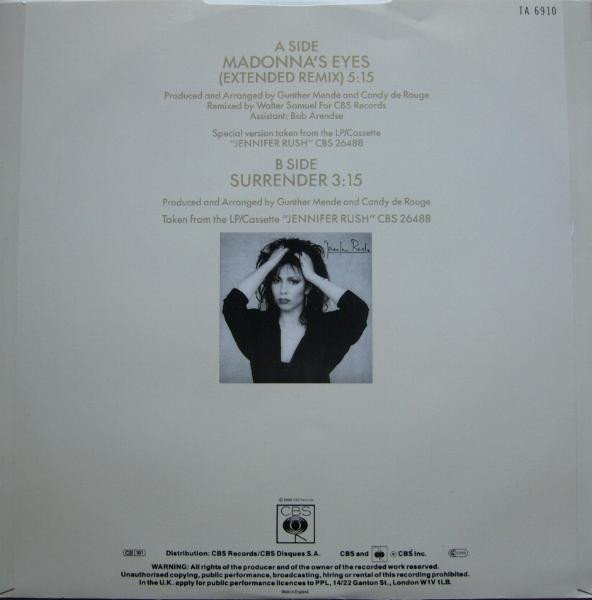 TA 6910
A SIDE
MADONNA'S EYES
(EXTENDED REMIX) 5:15
Produced and Arranged by Gunther Mende and Candy de Rouge
Remixed by Walter Samuel For CBS Records
Assistant: Bob Arendse
Special version taken from the LP/Cassette
"JENNIFER RUSH" CBS 26488
B SIDE
SURRENDER 3:15
Produced and Arranged by Gunther Mende and Candy de Rouge
Taken from the LP/Cassette "JENNIFER RUSH" CBS 26488
Jennifer Rush
CBS Records
CBS
Distribution: CBS Records/CBS Disques S.A. CBS and ® CBS Inc.
WARNING: All rights of the producer and of the owner of the recorded work reserved.
Unauthorised copying, public performance, broadcasting, hiring or rental of this recording prohibited.
In the U.K. apply for public performance licences to PPL, 14/22 Ganton St., London W1V 1LB.
Made in England.